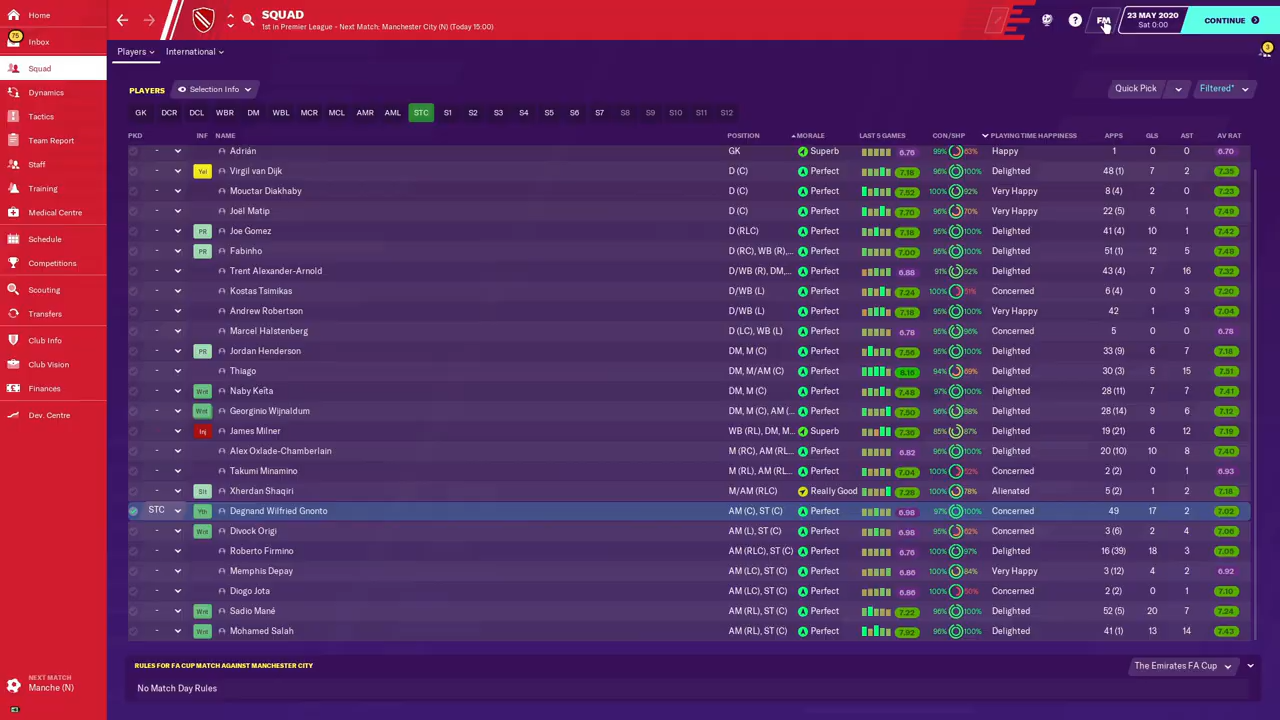 Home
Inbox
75
Squad
Dynamics
Tactics
Team Report
Staff
Training
Medical Centre
Schedule
Competitions
Scouting
Transfers
Club Info
Club Vision
Finances
Dev. Centre
NEXT MATCH
Manche (N)
SQUAD
1st in Premier League - Next Match: Manchester City (N) (Today 15:00)
? FM 23 MAY 2020 Sat 0:00 CONTINUE
3
Players International
PLAYERS Selection Info Quick Pick Filtered*
GK DCR DCL WBR DM WBL MCR MCL AMR AML STC S1 S2 S3 S4 S5 S6 S7 S8 S9 S10 S11 S12
PKD INF NAME POSITION MORALE LAST 5 GAMES CON/SHP PLAYING TIME HAPPINESS APPS GLS AST AV RAT
- Adrián GK Superb 6.76 99% 63% Happy 1 0 0 6.70
- Yel Virgil van Dijk D (C) Perfect 7.18 96% 100% Delighted 48 (1) 7 2 7.35
- Mouctar Diakhaby D (C) Perfect 7.52 100% 92% Very Happy 8 (4) 2 0 7.23
- Joël Matip D (C) Perfect 7.70 96% 70% Very Happy 22 (5) 6 1 7.49
- PR Joe Gomez D (RLC) Perfect 7.18 95% 100% Delighted 41 (4) 10 1 7.42
- PR Fabinho D (RC), WB (R),... Perfect 7.00 95% 100% Delighted 51 (1) 12 5 7.48
- Trent Alexander-Arnold D/WB (R), DM,... Perfect 6.88 91% 92% Delighted 43 (4) 7 16 7.32
- Kostas Tsimikas D/WB (L) Perfect 7.24 100% 51% Concerned 6 (4) 0 3 7.20
- Andrew Robertson D/WB (L) Perfect 7.18 95% 100% Very Happy 42 1 9 7.04
- Marcel Halstenberg D (LC), WB (L) Perfect 6.78 95% 96% Concerned 5 0 0 6.78
- PR Jordan Henderson DM, M (C) Perfect 7.56 95% 100% Delighted 33 (9) 6 7 7.18
- Thiago DM, M/AM (C) Perfect 8.16 94% 69% Delighted 30 (3) 5 15 7.51
- Wnt Naby Keïta DM, M (C) Perfect 7.48 97% 100% Delighted 28 (11) 7 7 7.41
- Wnt Georginio Wijnaldum DM, M (C), AM (... Perfect 7.50 96% 88% Delighted 28 (14) 9 6 7.12
Inj James Milner WB (RL), DM, M... Superb 7.36 85% 87% Delighted 19 (21) 6 12 7.19
- Alex Oxlade-Chamberlain M (RC), AM (RL... Perfect 6.82 96% 100% Delighted 20 (10) 10 8 7.40
- Takumi Minamino M (RL), AM (RL... Perfect 7.04 100% 52% Concerned 2 (2) 0 1 6.93
- Slt Xherdan Shaqiri M/AM (RLC) Really Good 7.28 100% 78% Alienated 5 (2) 1 2 7.18
STC Yth Degnand Wilfried Gnonto AM (C), ST (C) Perfect 6.98 97% 100% Concerned 49 17 2 7.02
- Wnt Divock Origi AM (C), ST (C) Perfect 6.98 95% 62% Concerned 3 (6) 4 2 7.06
- Roberto Firmino AM (RLC), ST (C) Perfect 6.76 100% 97% Delighted 16 (39) 18 3 7.05
- Memphis Depay AM (LC), ST (C) Perfect 6.86 100% 84% Very Happy 3 (12) 4 2 6.92
- Diogo Jota AM (LC), ST (C) Perfect 6.86 100% Concerned 2 (2) 0 1 7.10
- Wnt Sadio Mané AM (RL), ST (C) Perfect 7.22 96% 100% Delighted 52 (5) 20 7 7.24
- Wnt Mohamed Salah AM (RL), ST (C) Perfect 7.92 96% 100% Delighted 41 (1) 13 14 7.43
RULES FOR FA CUP MATCH AGAINST MANCHESTER CITY The Emirates FA Cup
No Match Day Rules